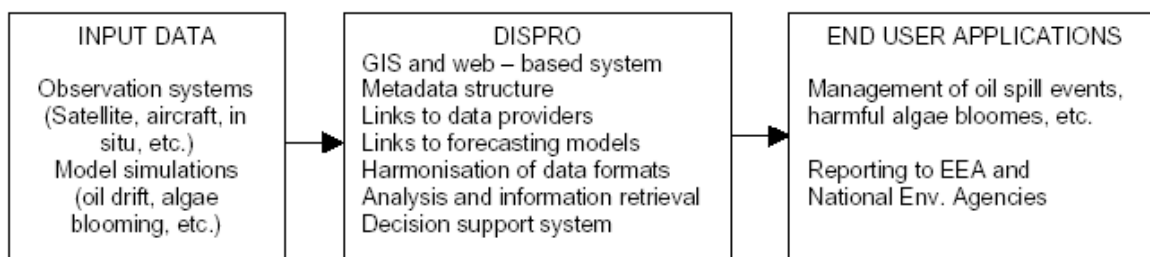 INPUT DATA
Observation systems
(Satellite, aircraft, in
situ, etc.)
Model simulations
(oil drift, algae
blooming, etc.)
DISPRO
GIS and web – based system
Metadata structure
Links to data providers
Links to forecasting models
Harmonisation of data formats
Analysis and information retrieval
Decision support system
END USER APPLICATIONS
Management of oil spill events,
harmful algae bloomes, etc.
Reporting to EEA and
National Env. Agencies